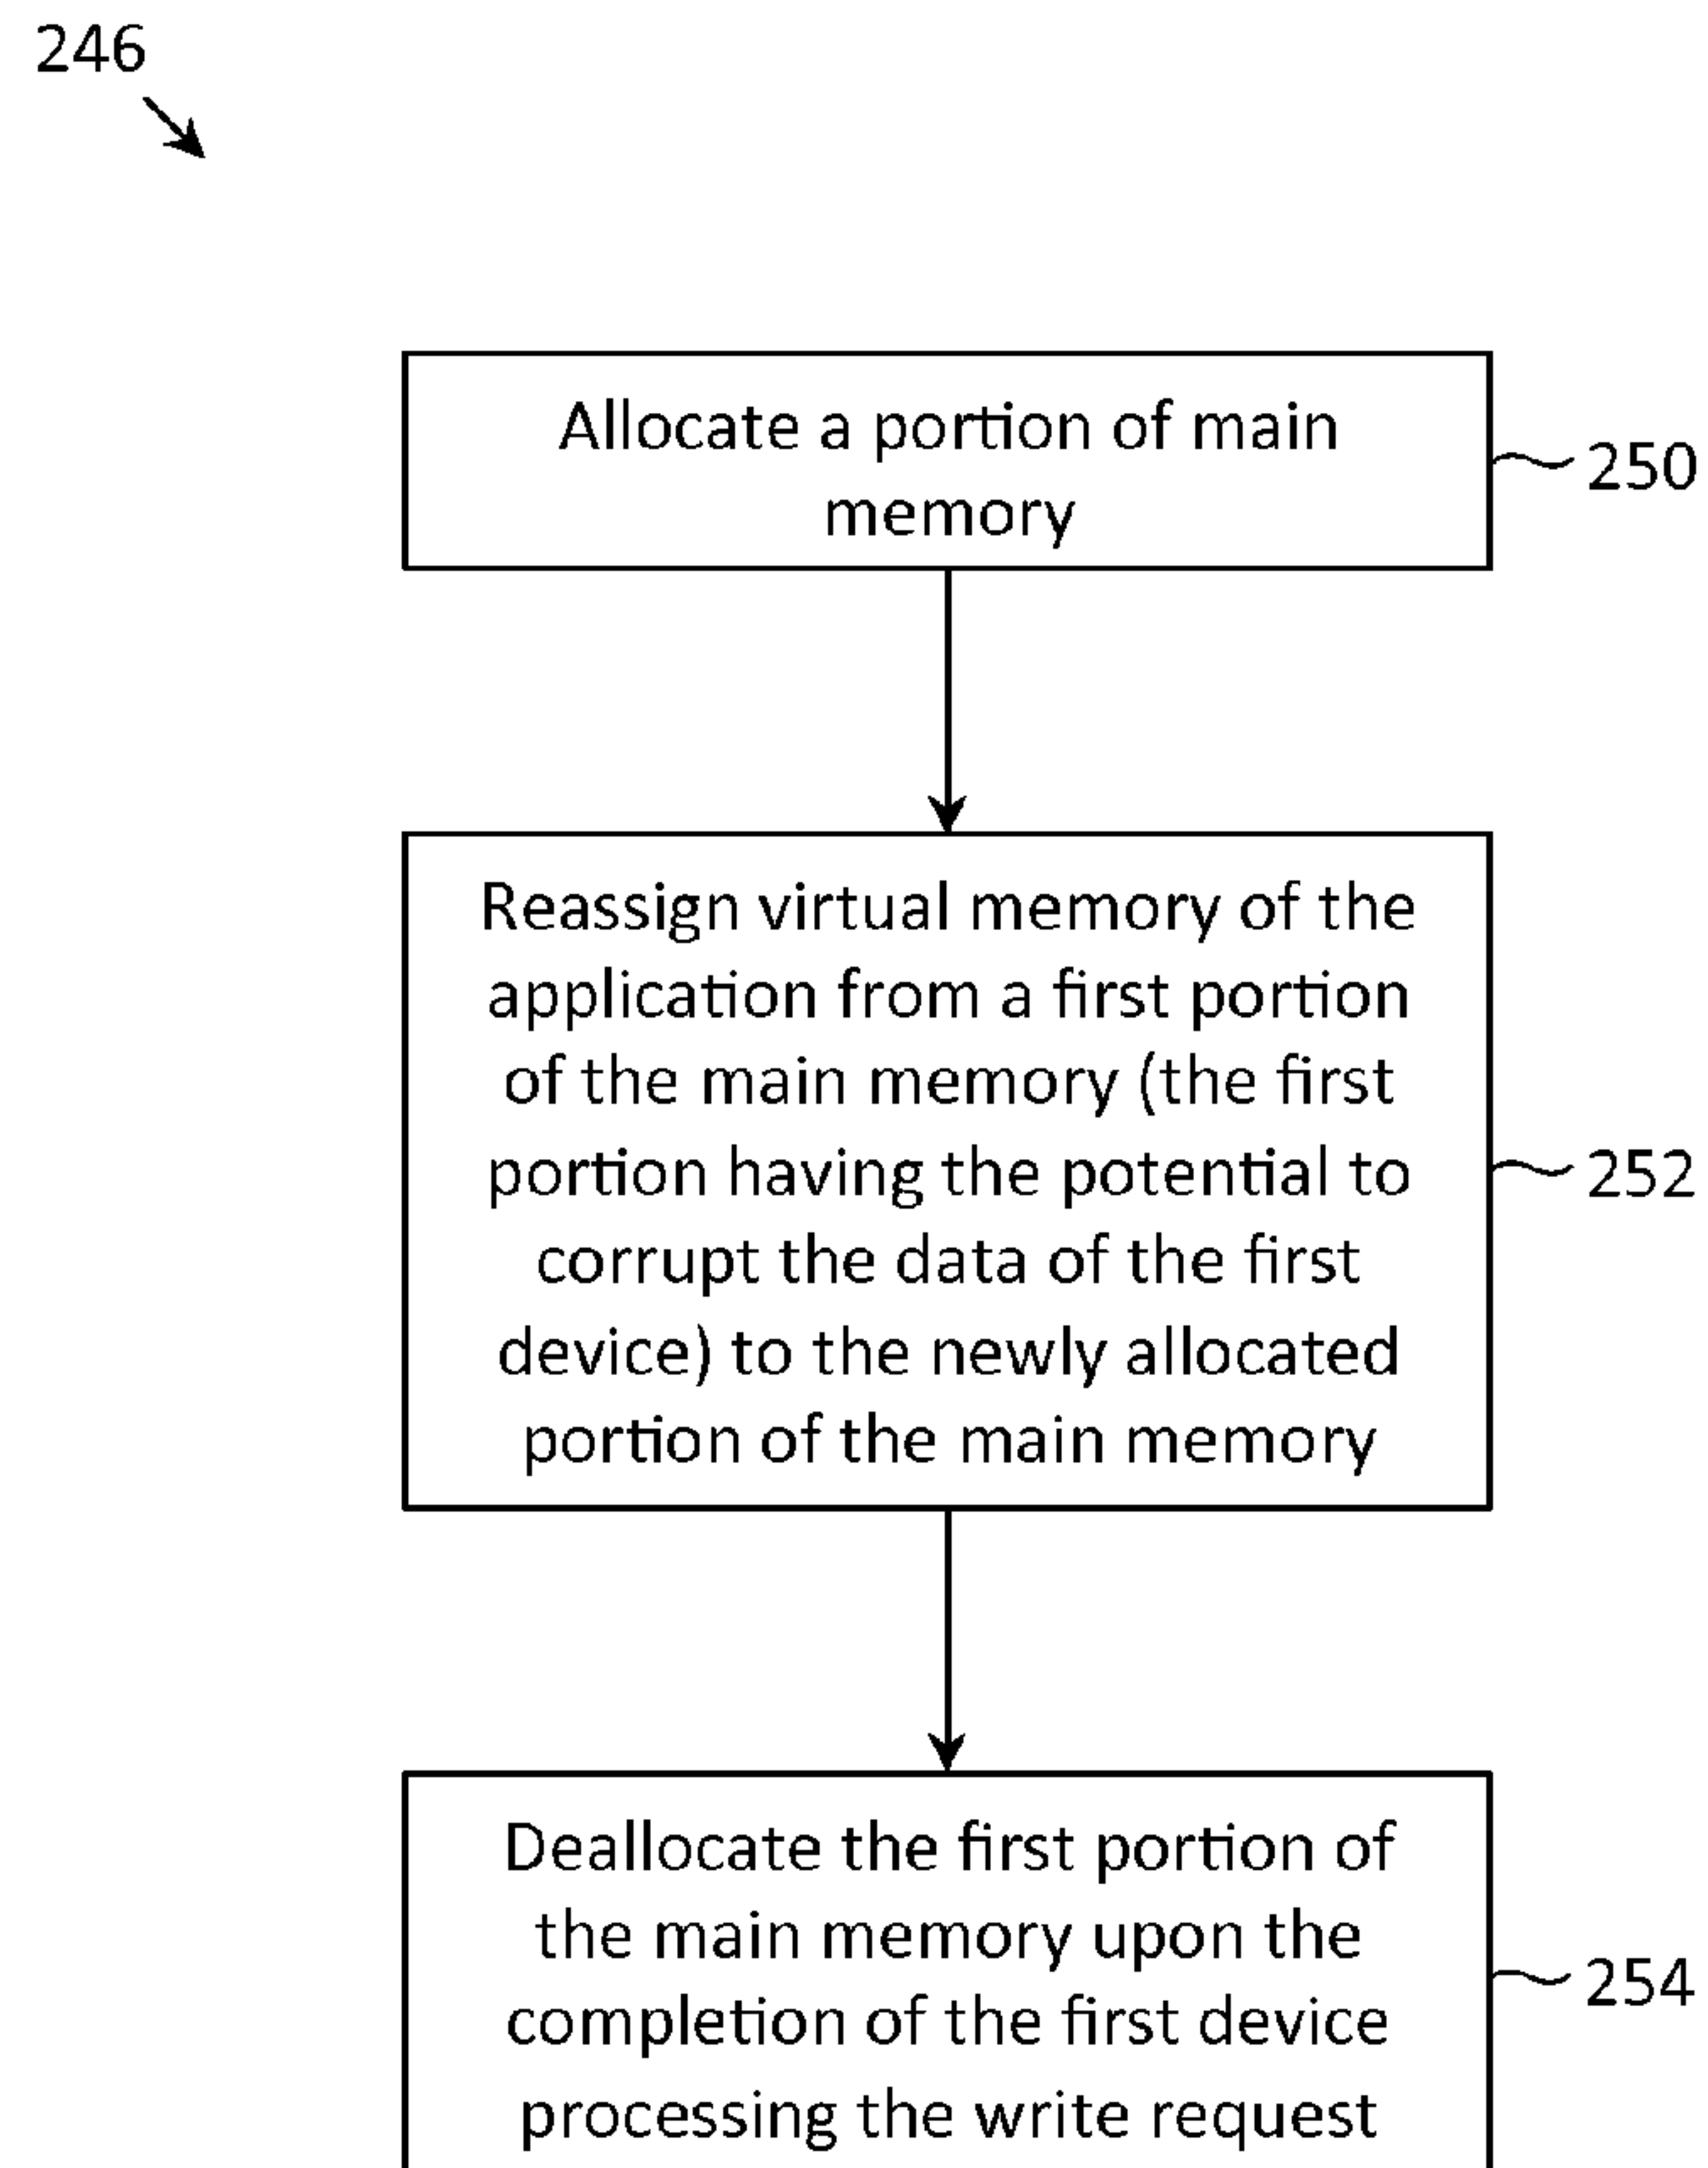 246
Allocate a portion of main
memory
250
Reassign virtual memory of the
application from a first portion
of the main memory (the first
portion having the potential to
corrupt the data of the first
device) to the newly allocated
portion of the main memory
252
Deallocate the first portion of
the main memory upon the
completion of the first device
processing the write request
254